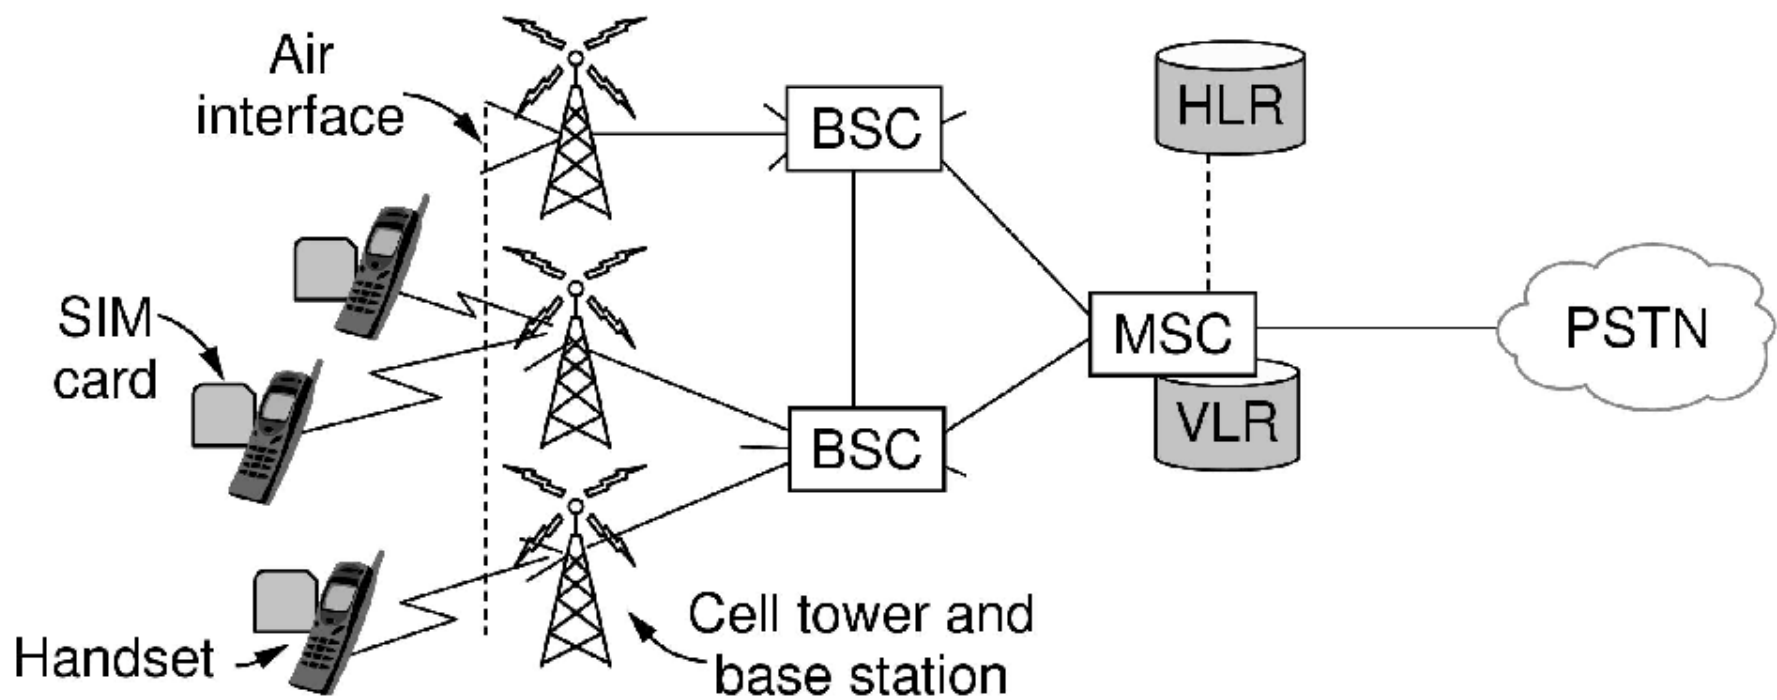 Air
interface
BSC
HLR
SIM
card
MSC
PSTN
VLR
BSC
Handset
Cell tower and
base station